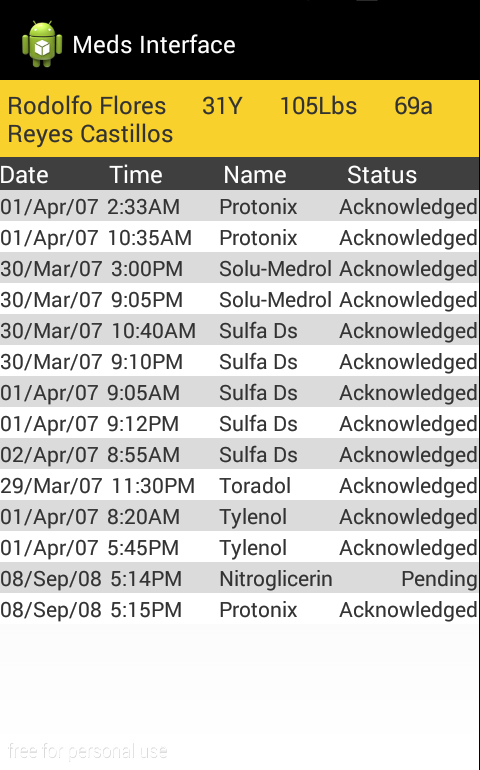 Meds Interface
Rodolfo Flores 31Y 105Lbs 69a
Reyes Castillos
Date Time Name Status
01/Apr/07 2:33AM Protonix Acknowledged
01/Apr/07 10:35AM Protonix Acknowledged
30/Mar/07 3:00PM Solu-Medrol Acknowledged
30/Mar/07 9:05PM Solu-Medrol Acknowledged
30/Mar/07 10:40AM Sulfa Ds Acknowledged
30/Mar/07 9:10PM Sulfa Ds Acknowledged
01/Apr/07 9:05AM Sulfa Ds Acknowledged
01/Apr/07 9:12PM Sulfa Ds Acknowledged
02/Apr/07 8:55AM Sulfa Ds Acknowledged
29/Mar/07 11:30PM Toradol Acknowledged
01/Apr/07 8:20AM Tylenol Acknowledged
01/Apr/07 5:45PM Tylenol Acknowledged
08/Sep/08 5:14PM Nitroglicerin Pending
08/Sep/08 5:15PM Protonix Acknowledged
free for personal use